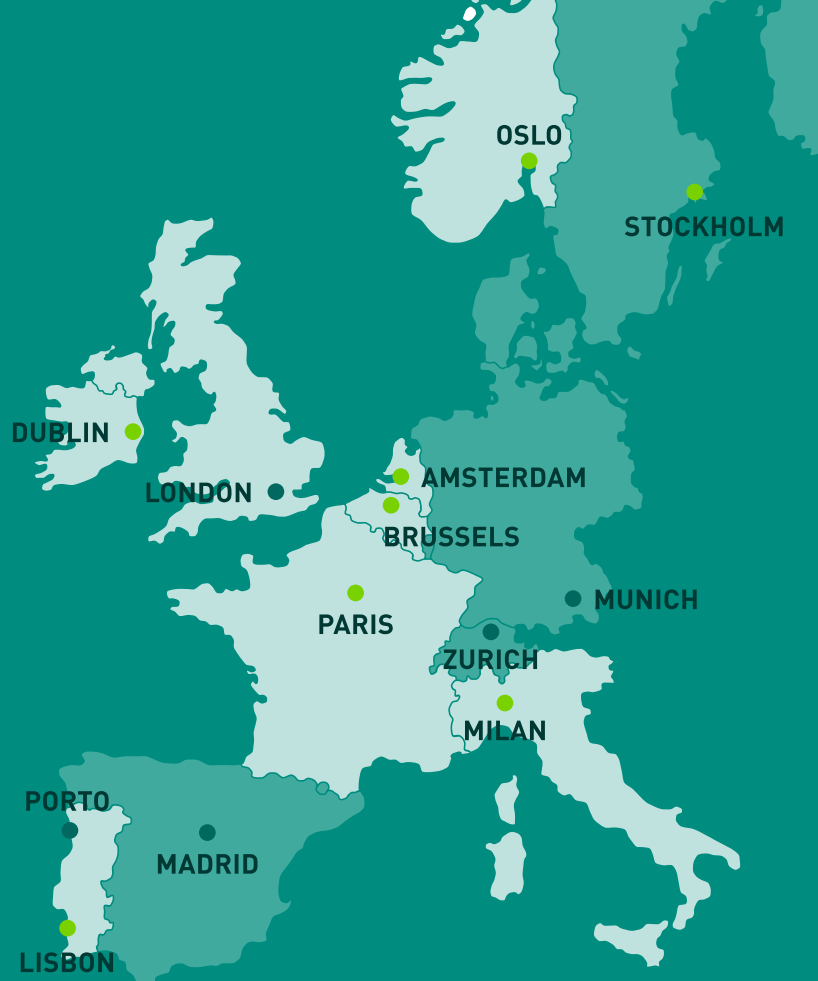 OSLO
STOCKHOLM
DUBLIN
AMSTERDAM
LONDON
BRUSSELS
MUNICH
PARIS
ZURICH
MILAN
PORTO
MADRID
LISBON